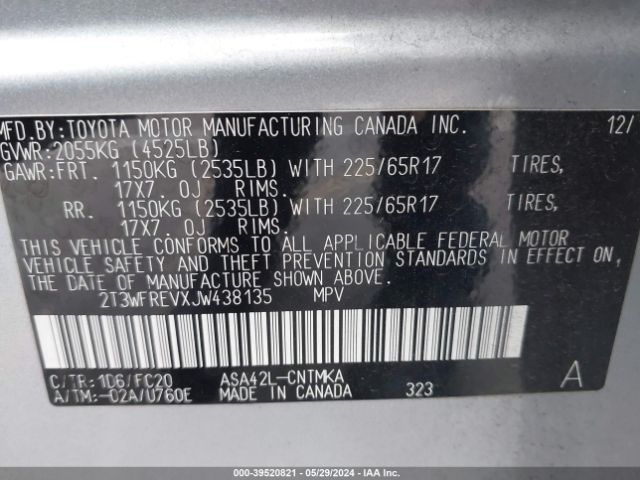 MFD.BY:TOYOTA MOTOR MANUFACTURING CANADA INC. 12/
GVWR:2055KG (4525LB)
GAWR:FRT. 1150KG (2535LB) WITH 225/65R17 TIRES,
17X7.0J RIMS.
RR. 1150KG (2535LB) WITH 225/65R17 TIRES,
17X7.0J RIMS.
THIS VEHICLE CONFORMS TO ALL APPLICABLE FEDERAL MOTOR
VEHICLE SAFETY AND THEFT PREVENTION STANDARDS IN EFFECT ON
THE DATE OF MANUFACTURE SHOWN ABOVE.
2T3WFREVXJW438135 MPV
C/TR:1D6/FC20 ASA42L-CNTMKA
A/TM:-02A/U760E MADE IN CANADA 323 A
000-39520821 - 05/29/2024 - IAA Inc.